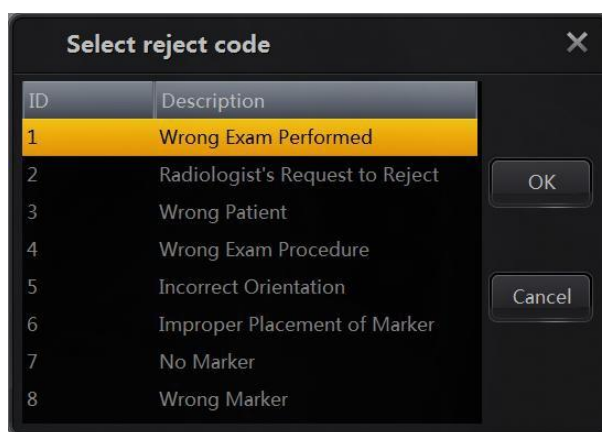 Select reject code
ID Description
1 Wrong Exam Performed
2 Radiologist's Request to Reject
3 Wrong Patient
4 Wrong Exam Procedure
5 Incorrect Orientation
6 Improper Placement of Marker
7 No Marker
8 Wrong Marker
OK
Cancel